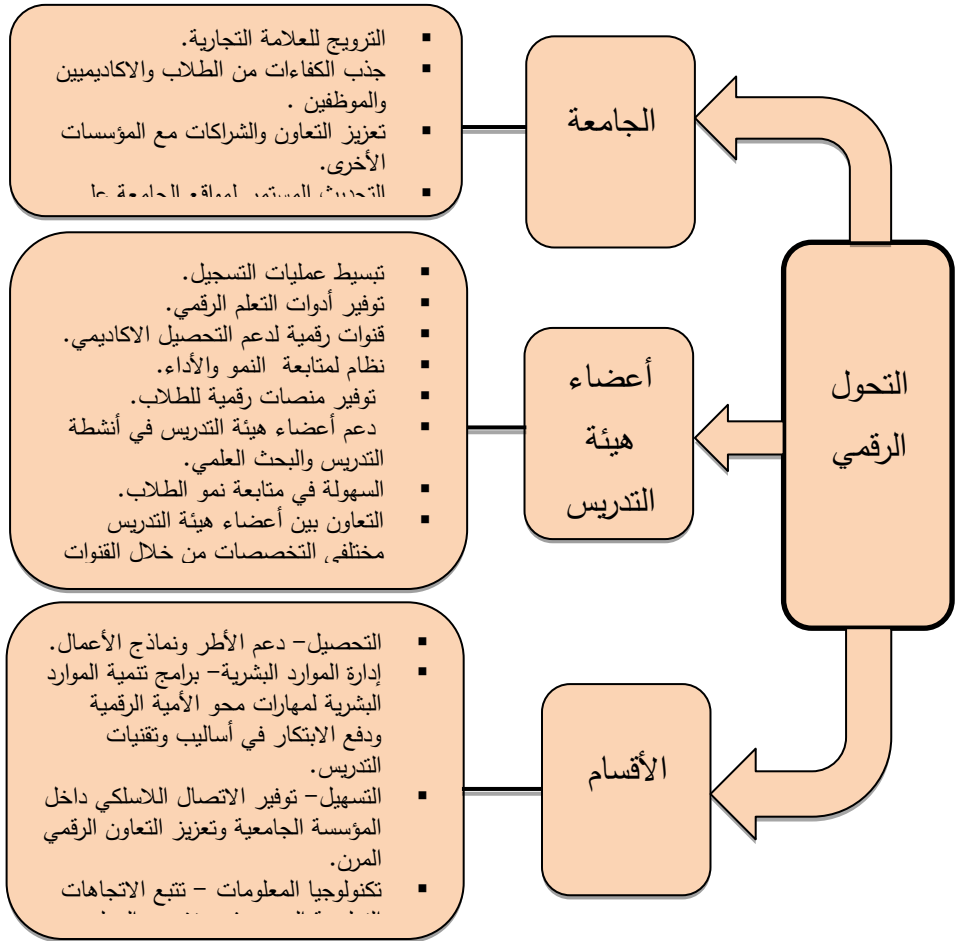 التحول
الرقمي
الجامعة
▪ الترويج للعلامة التجارية.
▪ جذب الكفاءات من الطلاب والاكاديميين
والموظفين .
▪ تعزيز التعاون والشراكات مع المؤسسات
الأخرى.
▪ التحديث المستمر لمواقع الجامعة
أعضاء
هيئة
التدريس
▪ تبسيط عمليات التسجيل.
▪ توفير أدوات التعلم الرقمي.
▪ قنوات رقمية لدعم التحصيل الاكاديمي.
▪ نظام لمتابعة النمو والأداء.
▪ توفير منصات رقمية للطلاب.
▪ دعم أعضاء هيئة التدريس في أنشطة
التدريس والبحث العلمي.
▪ السهولة في متابعة نمو الطلاب.
▪ التعاون بين أعضاء هيئة التدريس
مختلفي التخصصات من خلال القنوات
الأقسام
▪ التحصيل– دعم الأطر ونماذج الأعمال.
▪ إدارة الموارد البشرية– برامج تنمية الموارد
البشرية لمهارات محو الأمية الرقمية
ودفع الابتكار في أساليب وتقنيات
التدريس.
▪ التسهيل– توفير الاتصال اللاسلكي داخل
المؤسسة الجامعية وتعزيز التعاون الرقمي
المرن.
▪ تكنولوجيا المعلومات – تتبع الاتجاهات